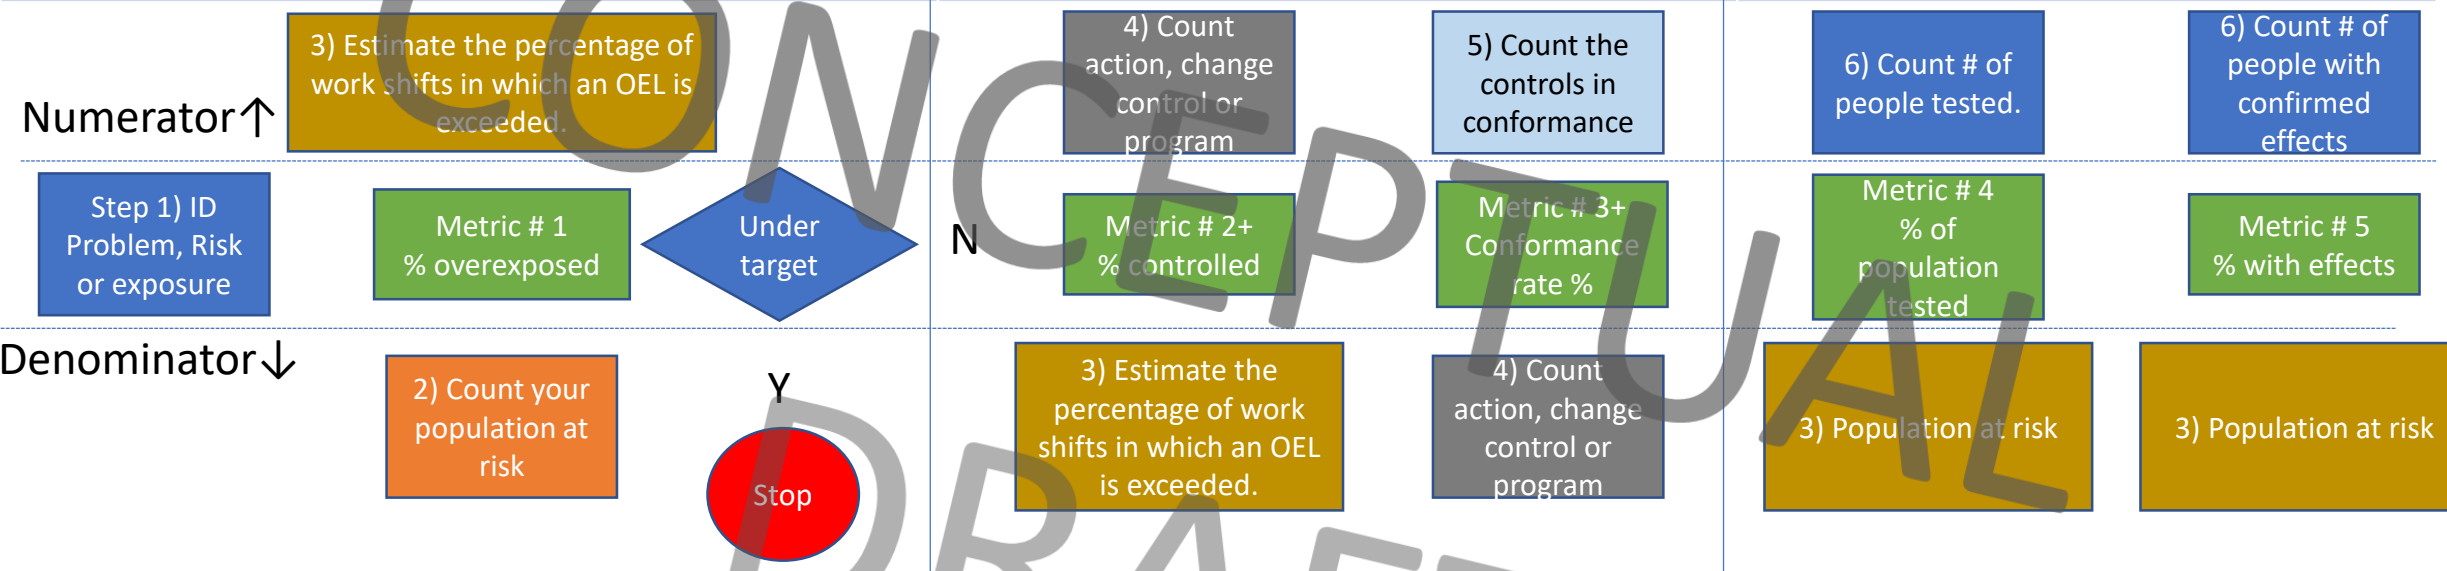 3) Estimate the percentage of
work shifts in which an OEL is
exceeded.
4) Count
action, change
control or
program
5) Count the
controls in
conformance
6) Count # of
people tested.
6) Count # of
people with
confirmed
effects
Numerator↑
Step 1) ID
Problem, Risk
or exposure
Metric # 1
% overexposed
Under
target
N
Metric # 2+
% controlled
Metric # 3+
Conformance
rate %
Metric # 4
% of
population
tested
Metric # 5
% with effects
Denominator↓
2) Count your
population at
risk
Y
Stop
3) Estimate the
percentage of work
shifts in which an OEL
is exceeded.
4) Count
action, change
control or
program
3) Population at risk
3) Population at risk
CONCEPTUAL
DRAFT